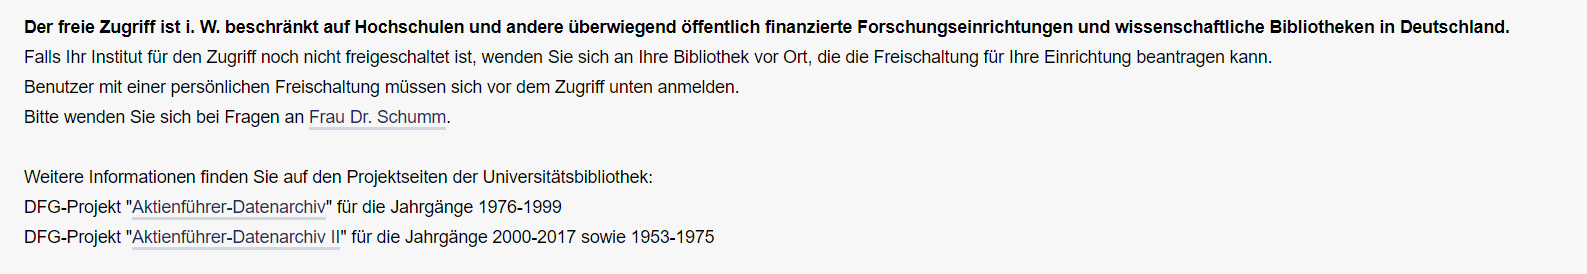 Der freie Zugriff ist i. W. beschränkt auf Hochschulen und andere überwiegend öffentlich finanzierte Forschungseinrichtungen und wissenschaftliche Bibliotheken in Deutschland.
Falls Ihr Institut für den Zugriff noch nicht freigeschaltet ist, wenden Sie sich an Ihre Bibliothek vor Ort, die die Freischaltung für Ihre Einrichtung beantragen kann.
Benutzer mit einer persönlichen Freischaltung müssen sich vor dem Zugriff unten anmelden.
Bitte wenden Sie sich bei Fragen an Frau Dr. Schumm.
Weitere Informationen finden Sie auf den Projektseiten der Universitätsbibliothek:
DFG-Projekt "Aktienführer-Datenarchiv" für die Jahrgänge 1976-1999
DFG-Projekt "Aktienführer-Datenarchiv II" für die Jahrgänge 2000-2017 sowie 1953-1975